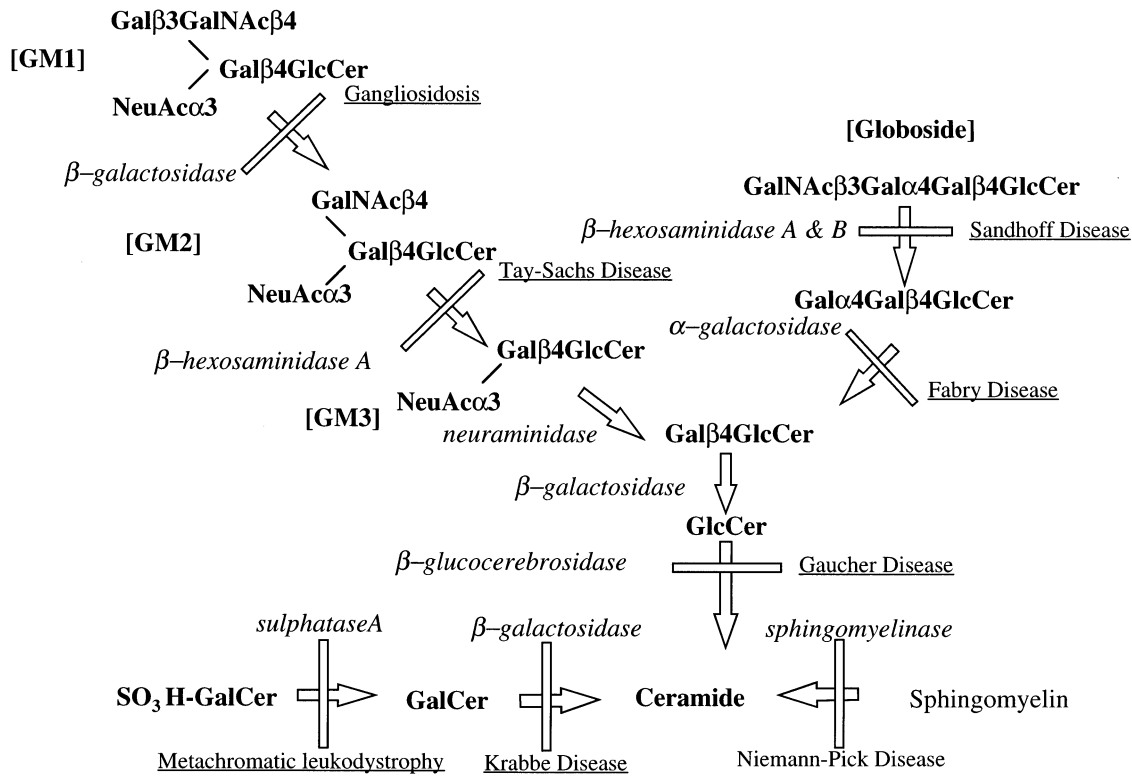 Galβ3GalNAcβ4
[GM1]
Galβ4GlcCer
NeuAcα3
Gangliosidosis
β–galactosidase
[Globoside]
GalNAcβ3Galα4Galβ4GlcCer
β–hexosaminidase A & B
Sandhoff Disease
Galα4Galβ4GlcCer
α–galactosidase
Fabry Disease
GalNAcβ4
[GM2]
Galβ4GlcCer
NeuAcα3
Tay-Sachs Disease
β–hexosaminidase A
Galβ4GlcCer
NeuAcα3
[GM3]
neuraminidase
Galβ4GlcCer
β–galactosidase
GlcCer
β–glucocerebrosidase
Gaucher Disease
sulphataseA
β–galactosidase
sphingomyelinase
SO3 H-GalCer
GalCer
Ceramide
Sphingomyelin
Metachromatic leukodystrophy
Krabbe Disease
Niemann-Pick Disease